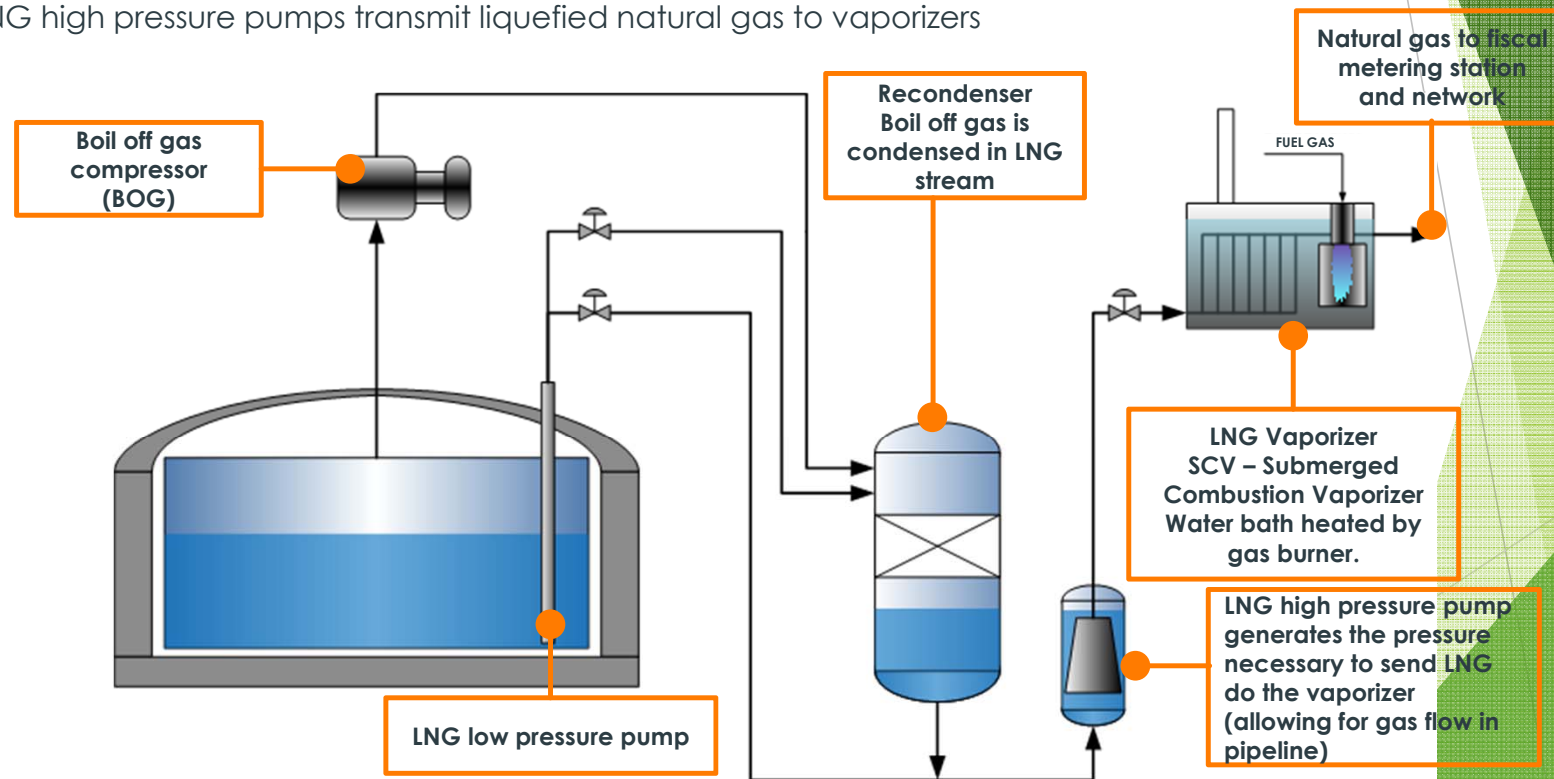 NG high pressure pumps transmit liquefied natural gas to vaporizers
Natural gas to fiscal
metering station
and network
Boil off gas
compressor
(BOG)
Recondenser
Boil off gas is
condensed in LNG
stream
FUEL GAS
LNG Vaporizer
SCV – Submerged
Combustion Vaporizer
Water bath heated by
gas burner.
LNG high pressure pump
generates the pressure
necessary to send LNG
do the vaporizer
(allowing for gas flow in
pipeline)
LNG low pressure pump